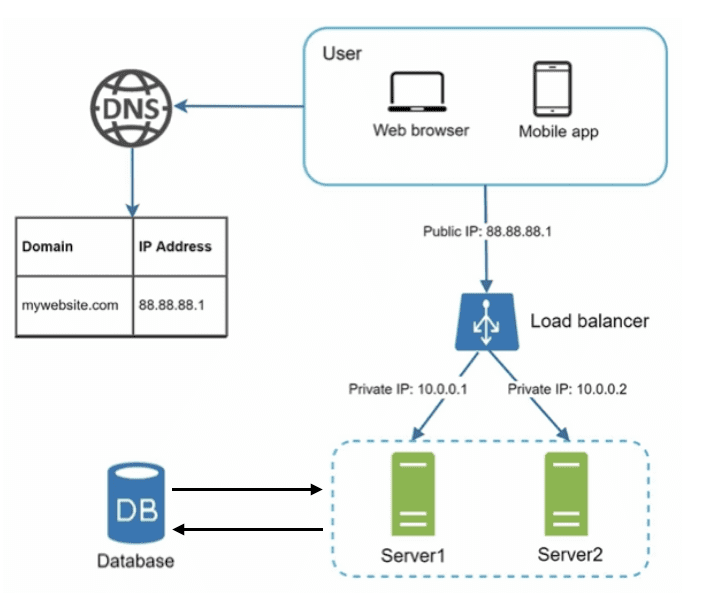 User
DNS
Web browser
Mobile app
Public IP: 88.88.88.1
Domain
IP Address
mywebsite.com
88.88.88.1
Load balancer
Private IP: 10.0.0.1
Private IP: 10.0.0.2
DB
Database
Server1
Server2